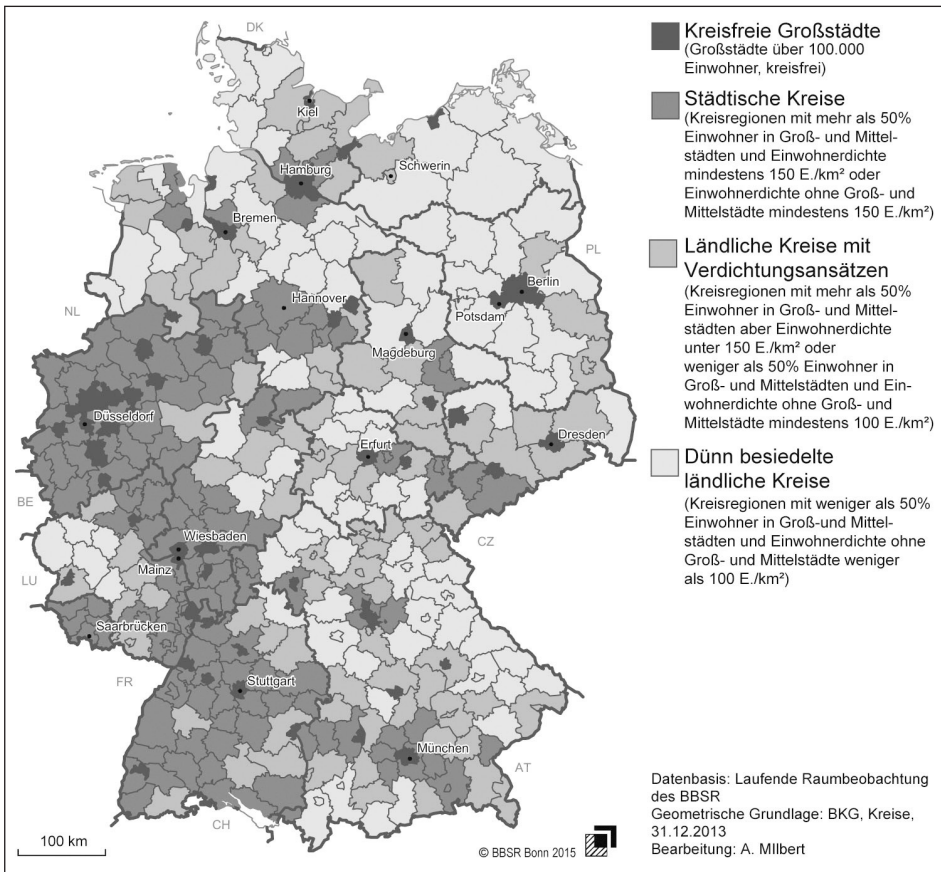 DK
Kiel
Schwerin
Hamburg
Bremen
PL
Berlin
NL
Hannover
Potsdam
Magdeburg
Düsseldorf
Erfurt
Dresden
BE
Wiesbaden
CZ
Mainz
LU
Saarbrücken
FR
Stuttgart
München
AT
CH
100 km
© BBSR Bonn 2015
Kreisfreie Großstädte
(Großstädte über 100.000
Einwohner, kreisfrei)
Städtische Kreise
(Kreisregionen mit mehr als 50%
Einwohner in Groß- und Mittel-
städten und Einwohnerdichte
mindestens 150 E./km² oder
Einwohnerdichte ohne Groß- und
Mittelstädte mindestens 150 E./km²)
Ländliche Kreise mit
Verdichtungsansätzen
(Kreisregionen mit mehr als 50%
Einwohner in Groß- und Mittel-
städten aber Einwohnerdichte
unter 150 E./km² oder
weniger als 50% Einwohner in
Groß- und Mittelstädten und Ein-
wohnerdichte ohne Groß- und
Mittelstädte mindestens 100 E./km²)
Dünn besiedelte
ländliche Kreise
(Kreisregionen mit weniger als 50%
Einwohner in Groß-und Mittel-
städten und Einwohnerdichte ohne
Groß- und Mittelstädte weniger
als 100 E./km²)
Datenbasis: Laufende Raumbeobachtung
des BBSR
Geometrische Grundlage: BKG, Kreise,
31.12.2013
Bearbeitung: A. MIlbert